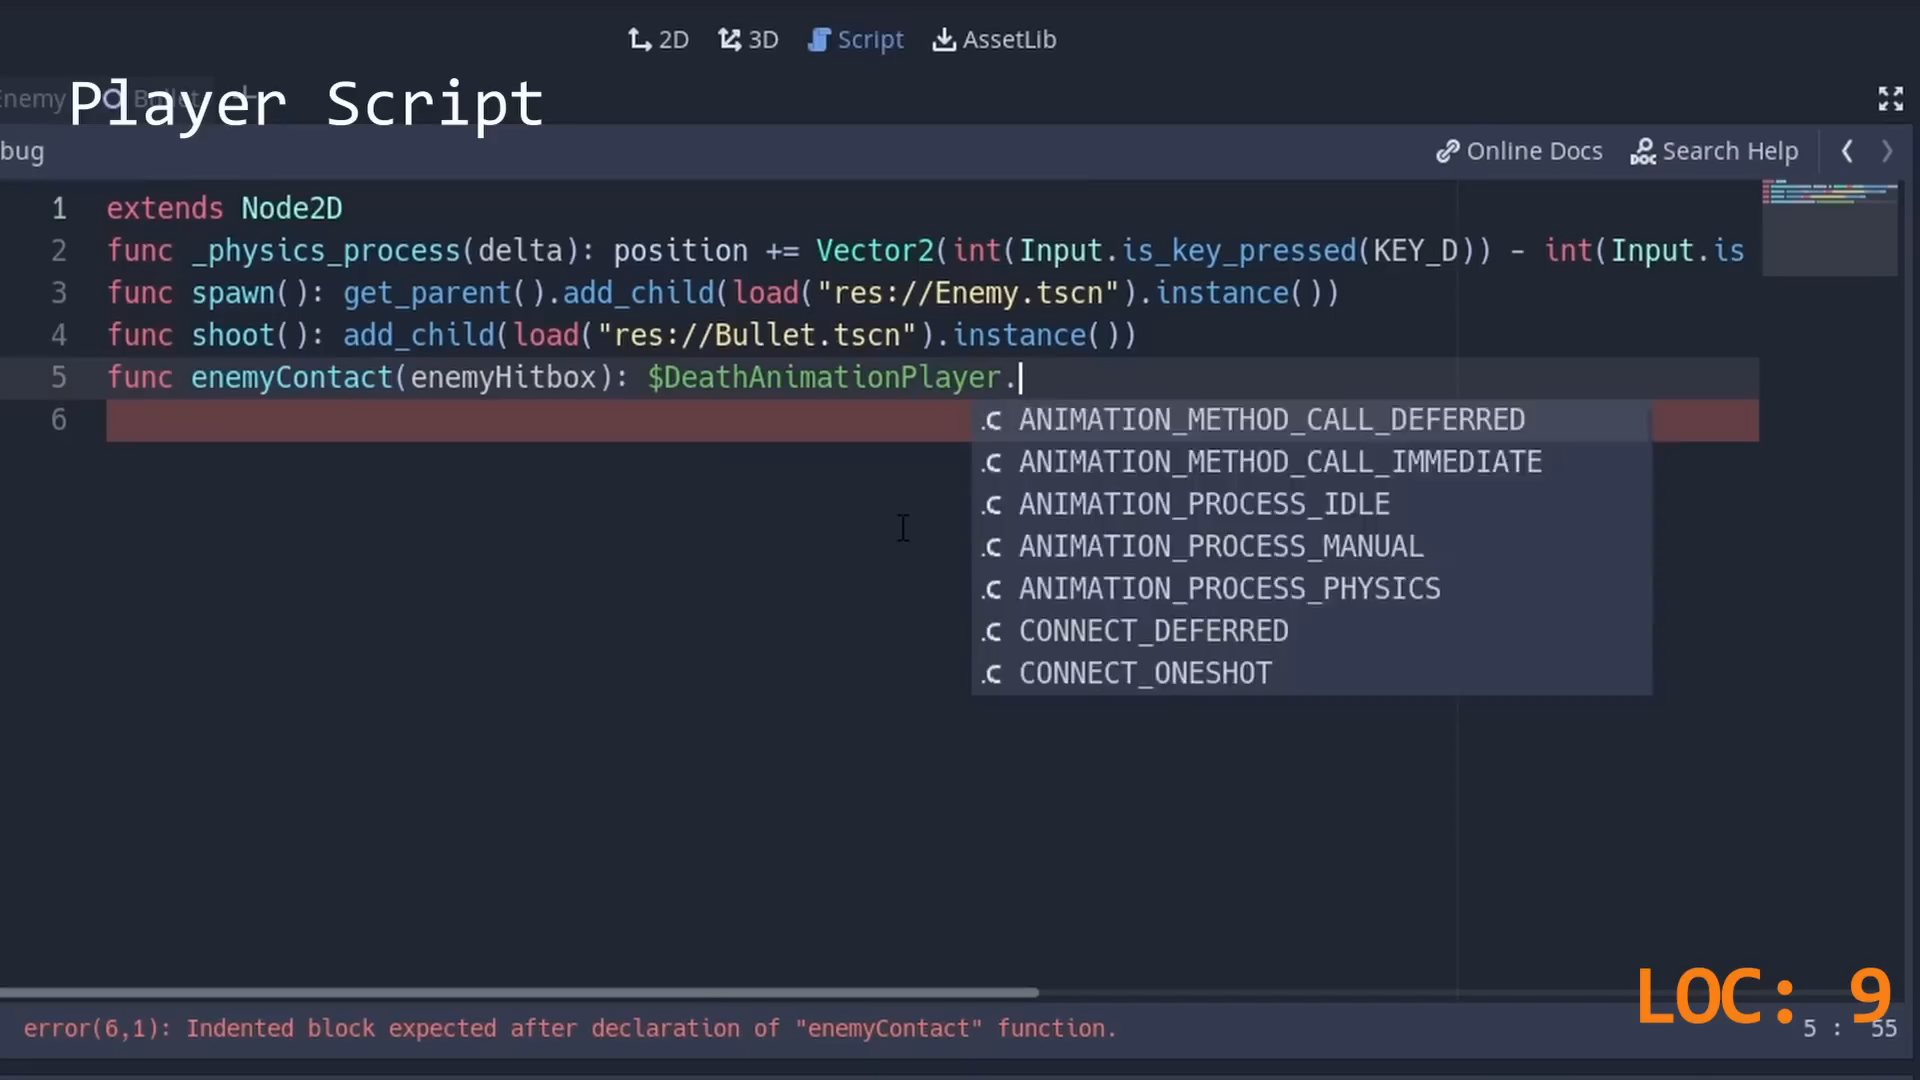 2D 3D Script AssetLib
Enemy Bullet +
Player Script
bug Online Docs Search Help
1 extends Node2D
2 func _physics_process(delta): position += Vector2(int(Input.is_key_pressed(KEY_D)) - int(Input.is
3 func spawn(): get_parent().add_child(load("res://Enemy.tscn").instance())
4 func shoot(): add_child(load("res://Bullet.tscn").instance())
5 func enemyContact(enemyHitbox): $DeathAnimationPlayer.
6
.c ANIMATION_METHOD_CALL_DEFERRED
.c ANIMATION_METHOD_CALL_IMMEDIATE
.c ANIMATION_PROCESS_IDLE
.c ANIMATION_PROCESS_MANUAL
.c ANIMATION_PROCESS_PHYSICS
.c CONNECT_DEFERRED
.c CONNECT_ONESHOT
LOC: 9
error(6,1): Indented block expected after declaration of "enemyContact" function. 5 : 55